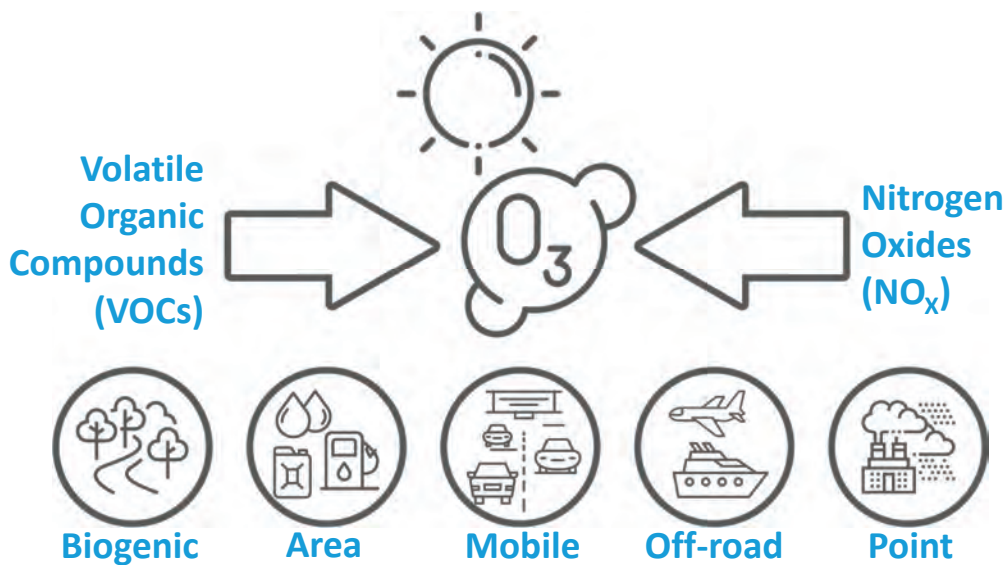 Volatile
Organic
Compounds
(VOCs)
O₃
Nitrogen
Oxides
(NOₓ)
Biogenic
Area
Mobile
Off-road
Point